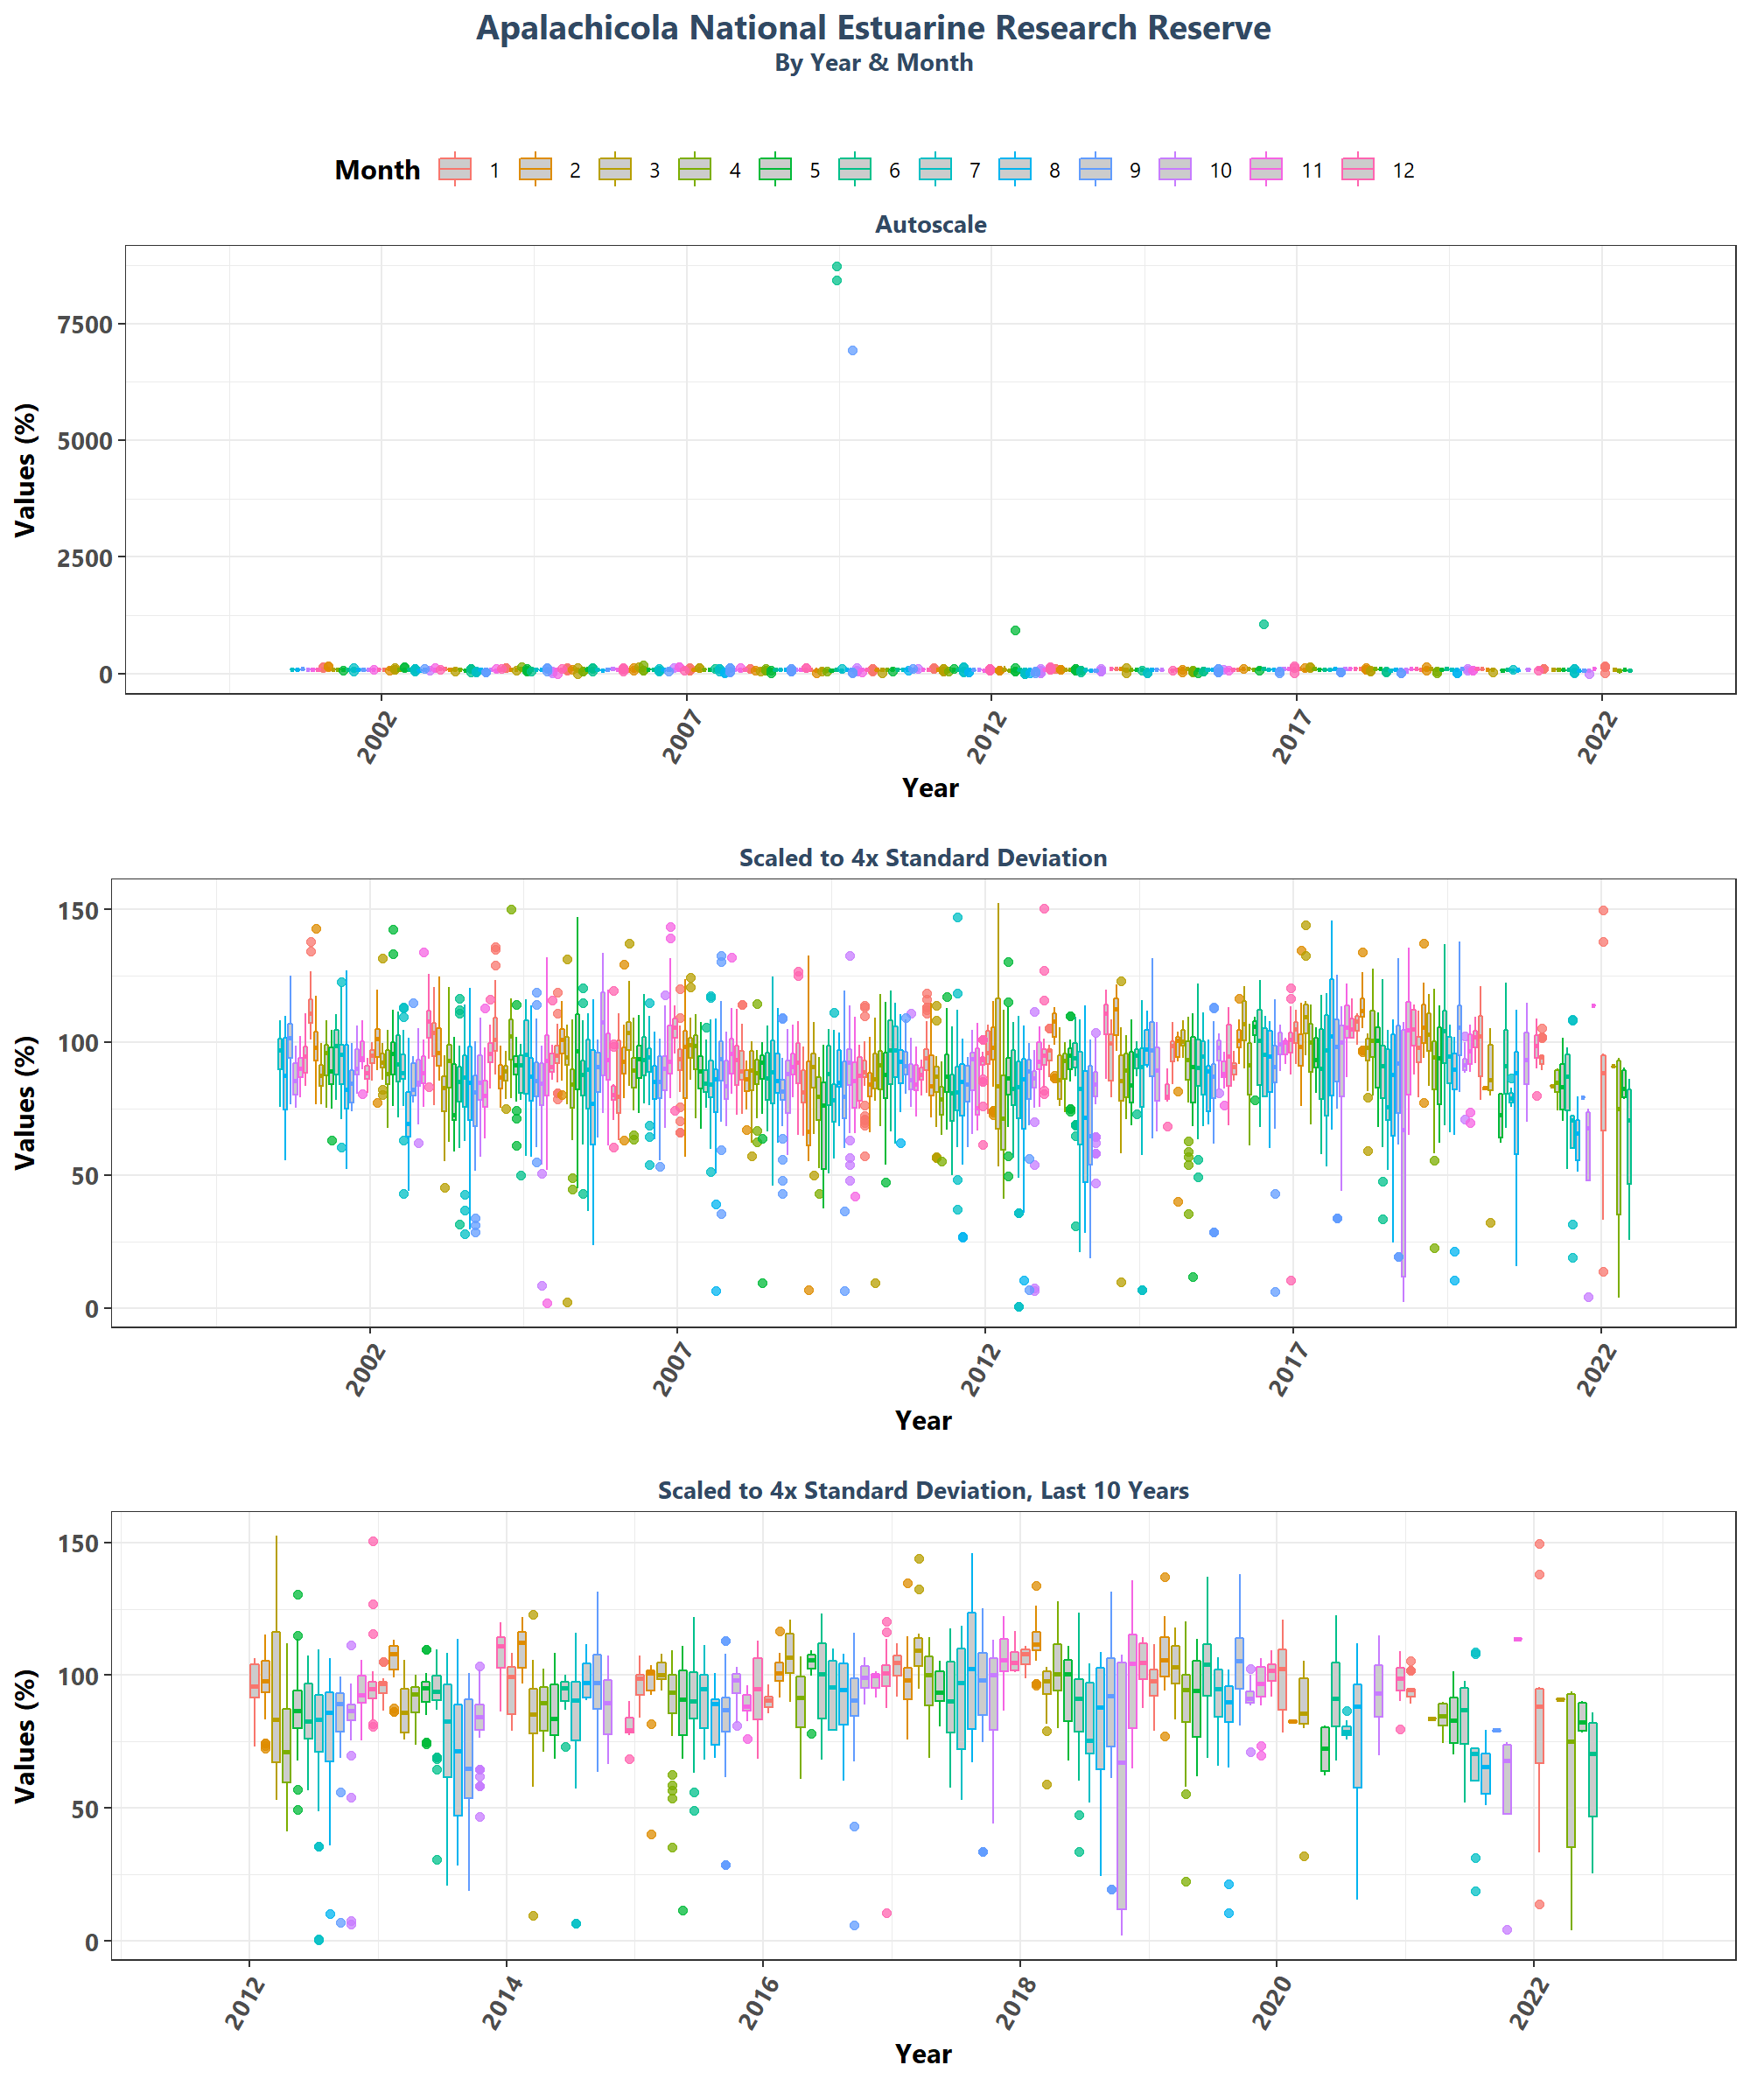 Apalachicola National Estuarine Research Reserve
By Year & Month
Month 1 2 3 4 5 6 7 8 9 10 11 12
Autoscale
Values (%)
7500
5000
2500
0
2002 2007 2012 2017 2022
Year
Scaled to 4x Standard Deviation
Values (%)
150
100
50
0
2002 2007 2012 2017 2022
Year
Scaled to 4x Standard Deviation, Last 10 Years
Values (%)
150
100
50
0
2012 2014 2016 2018 2020 2022
Year